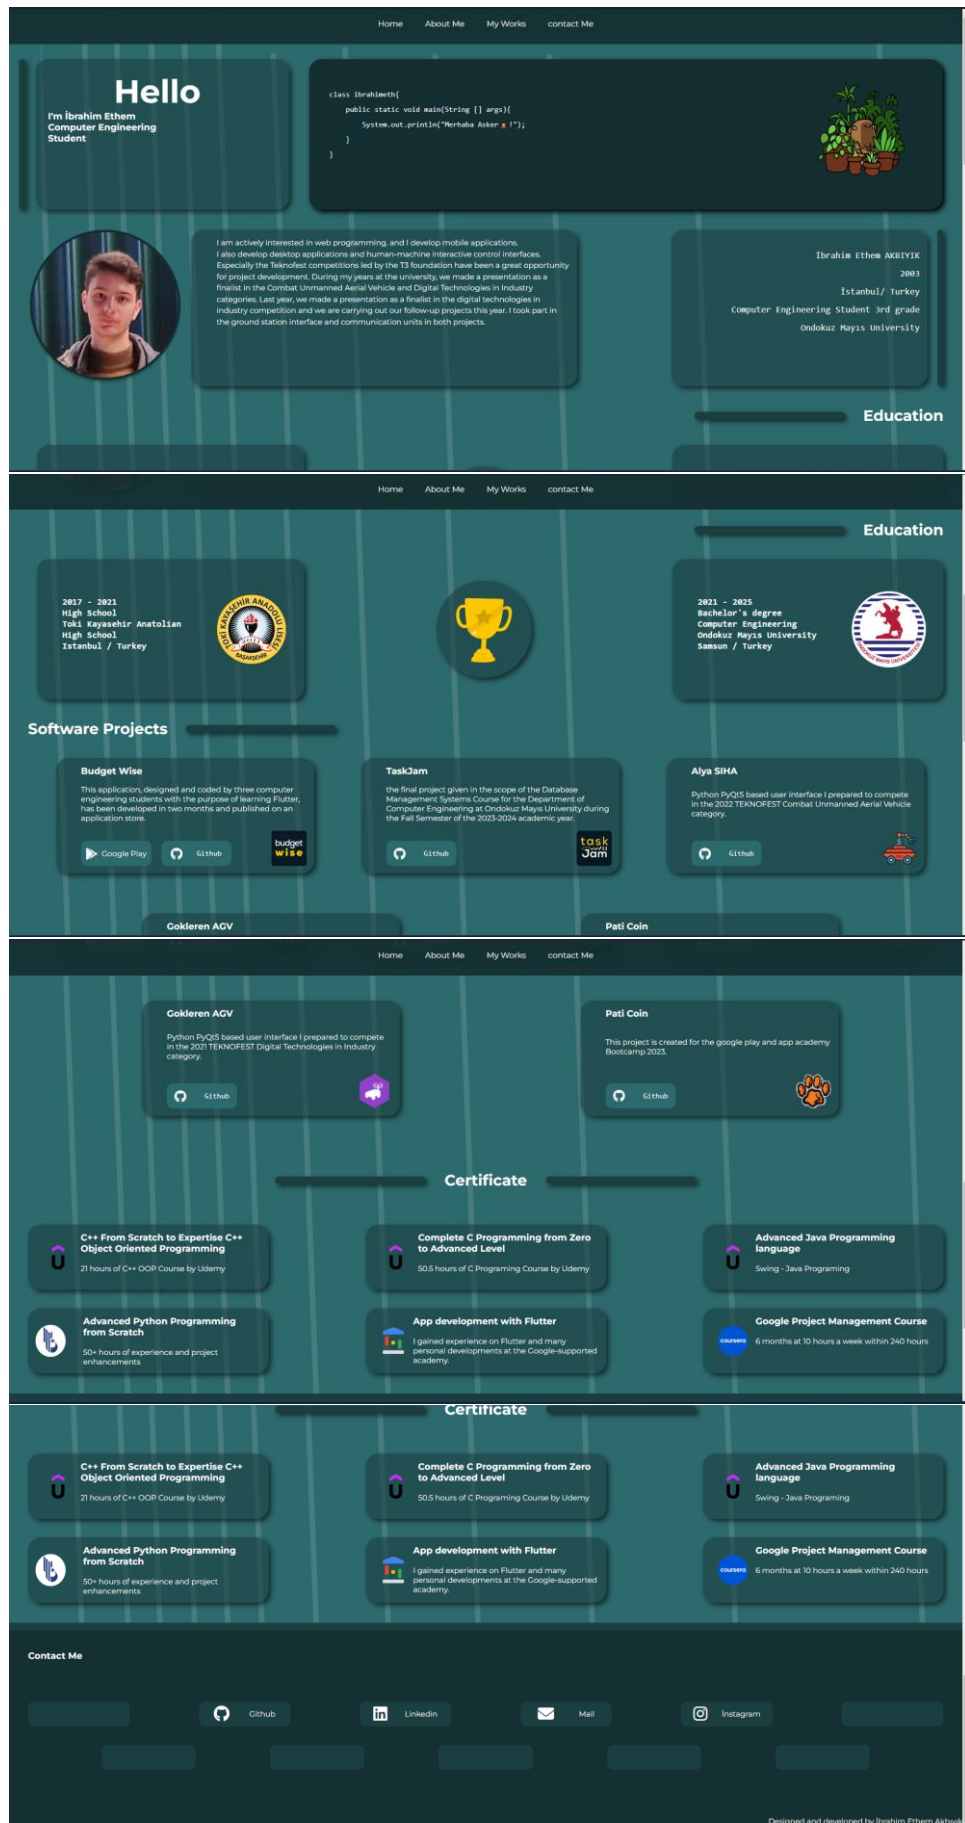 Home About Me My Works contact Me
Hello
I'm İbrahim Ethem
Computer Engineering
Student
class ibrahimeth{
public static void main(String [] args){
System.out.println("Merhaba Asker !");
}
}
I am actively interested in web programming. and I develop mobile applications.
I also develop desktop applications and human-machine interactive control interfaces.
Especially the Teknofest competitions led by the T3 foundation have been a great opportunity
for project development. During my years at the university, we made a presentation as a
finalist in the Combat Unmanned Aerial Vehicle and Digital Technologies in Industry
categories. Last year, we made a presentation as a finalist in the digital technologies in
industry competition and we are carrying out our follow-up projects this year. I took part in
the ground station interface and communication units in both projects.
İbrahim Ethem AKBIYIK
2003
İstanbul/ Turkey
Computer Engineering Student 3rd grade
Ondokuz Mayıs University
Education
Home About Me My Works contact Me
Education
2017 - 2021
High School
Toki Kayasehir Anatolian
High School
Istanbul / Turkey
TOKİ KAYAŞEHİR ANADOLU LİSESİ
BAŞAKŞEHİR
2021 - 2025
Bachelor's degree
Computer Engineering
Ondokuz Mayıs University
Samsun / Turkey
ONDOKUZ MAYIS ÜNİVERSİTESİ
Software Projects
Budget Wise
This application, designed and coded by three computer
engineering students with the purpose of learning Flutter,
has been developed in two months and published on an
application store.
Google Play Github
budget
wise
TaskJam
the final project given in the scope of the Database
Management Systems Course for the Department of
Computer Engineering at Ondokuz Mayıs University during
the Fall Semester of the 2023-2024 academic year.
Github
task
Jam
Alya SIHA
Python PyQt5 based user interface I prepared to compete
in the 2022 TEKNOFEST Combat Unmanned Aerial Vehicle
category.
Github
Gokleren AGV
Pati Coin
Home About Me My Works contact Me
Gokleren AGV
Python PyQt5 based user interface I prepared to compete
in the 2021 TEKNOFEST Digital Technologies in Industry
category.
Github
Pati Coin
This project is created for the google play and app academy
Bootcamp 2023.
Github
Certificate
C++ From Scratch to Expertise C++
Object Oriented Programming
21 hours of C++ OOP Course by Udemy
Complete C Programming from Zero
to Advanced Level
50.5 hours of C Programing Course by Udemy
Advanced Java Programming
language
Swing - Java Programing
Advanced Python Programming
from Scratch
50+ hours of experience and project
enhancements
App development with Flutter
I gained experience on Flutter and many
personal developments at the Google-supported
academy.
coursera
Google Project Management Course
6 months at 10 hours a week within 240 hours
Certificate
C++ From Scratch to Expertise C++
Object Oriented Programming
21 hours of C++ OOP Course by Udemy
Complete C Programming from Zero
to Advanced Level
50.5 hours of C Programing Course by Udemy
Advanced Java Programming
language
Swing - Java Programing
Advanced Python Programming
from Scratch
50+ hours of experience and project
enhancements
App development with Flutter
I gained experience on Flutter and many
personal developments at the Google-supported
academy.
coursera
Google Project Management Course
6 months at 10 hours a week within 240 hours
Contact Me
Github Linkedin Mail İnstagram
Designed and developed by İbrahim Ethem Akbıyık